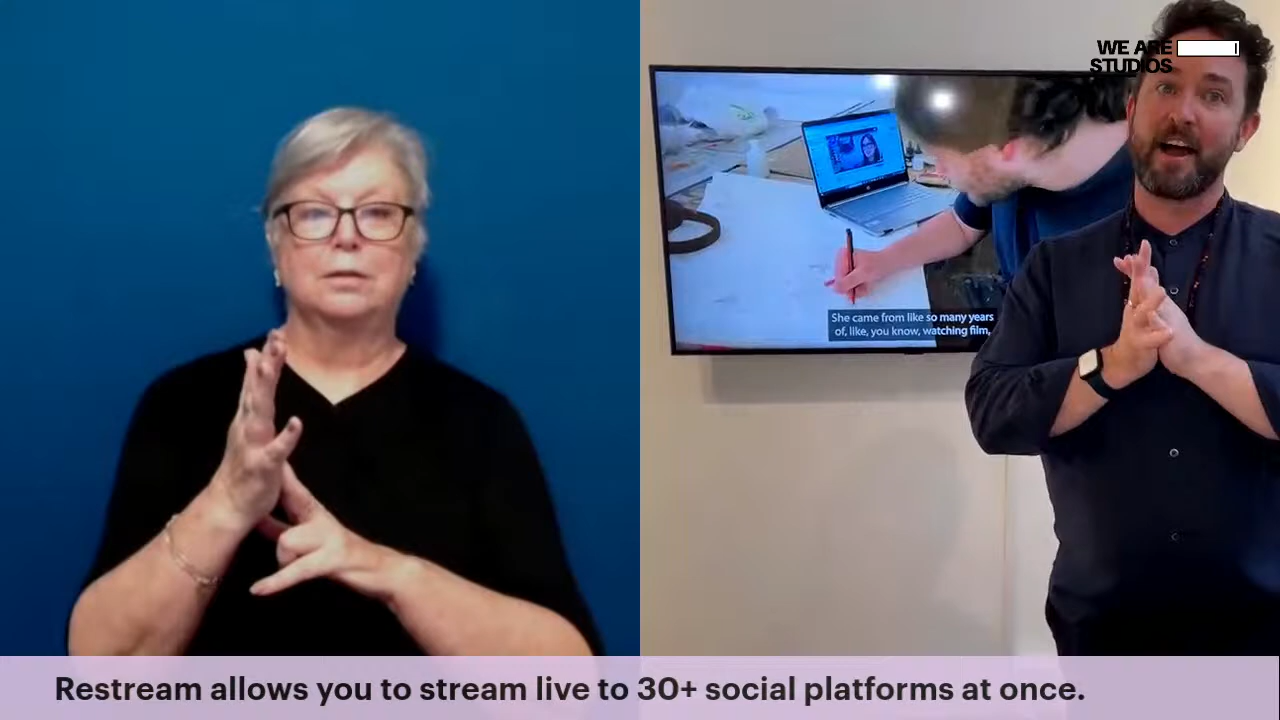 WE ARE
STUDIOS
She came from like so many years
of, like, you know, watching film,
Restream allows you to stream live to 30+ social platforms at once.